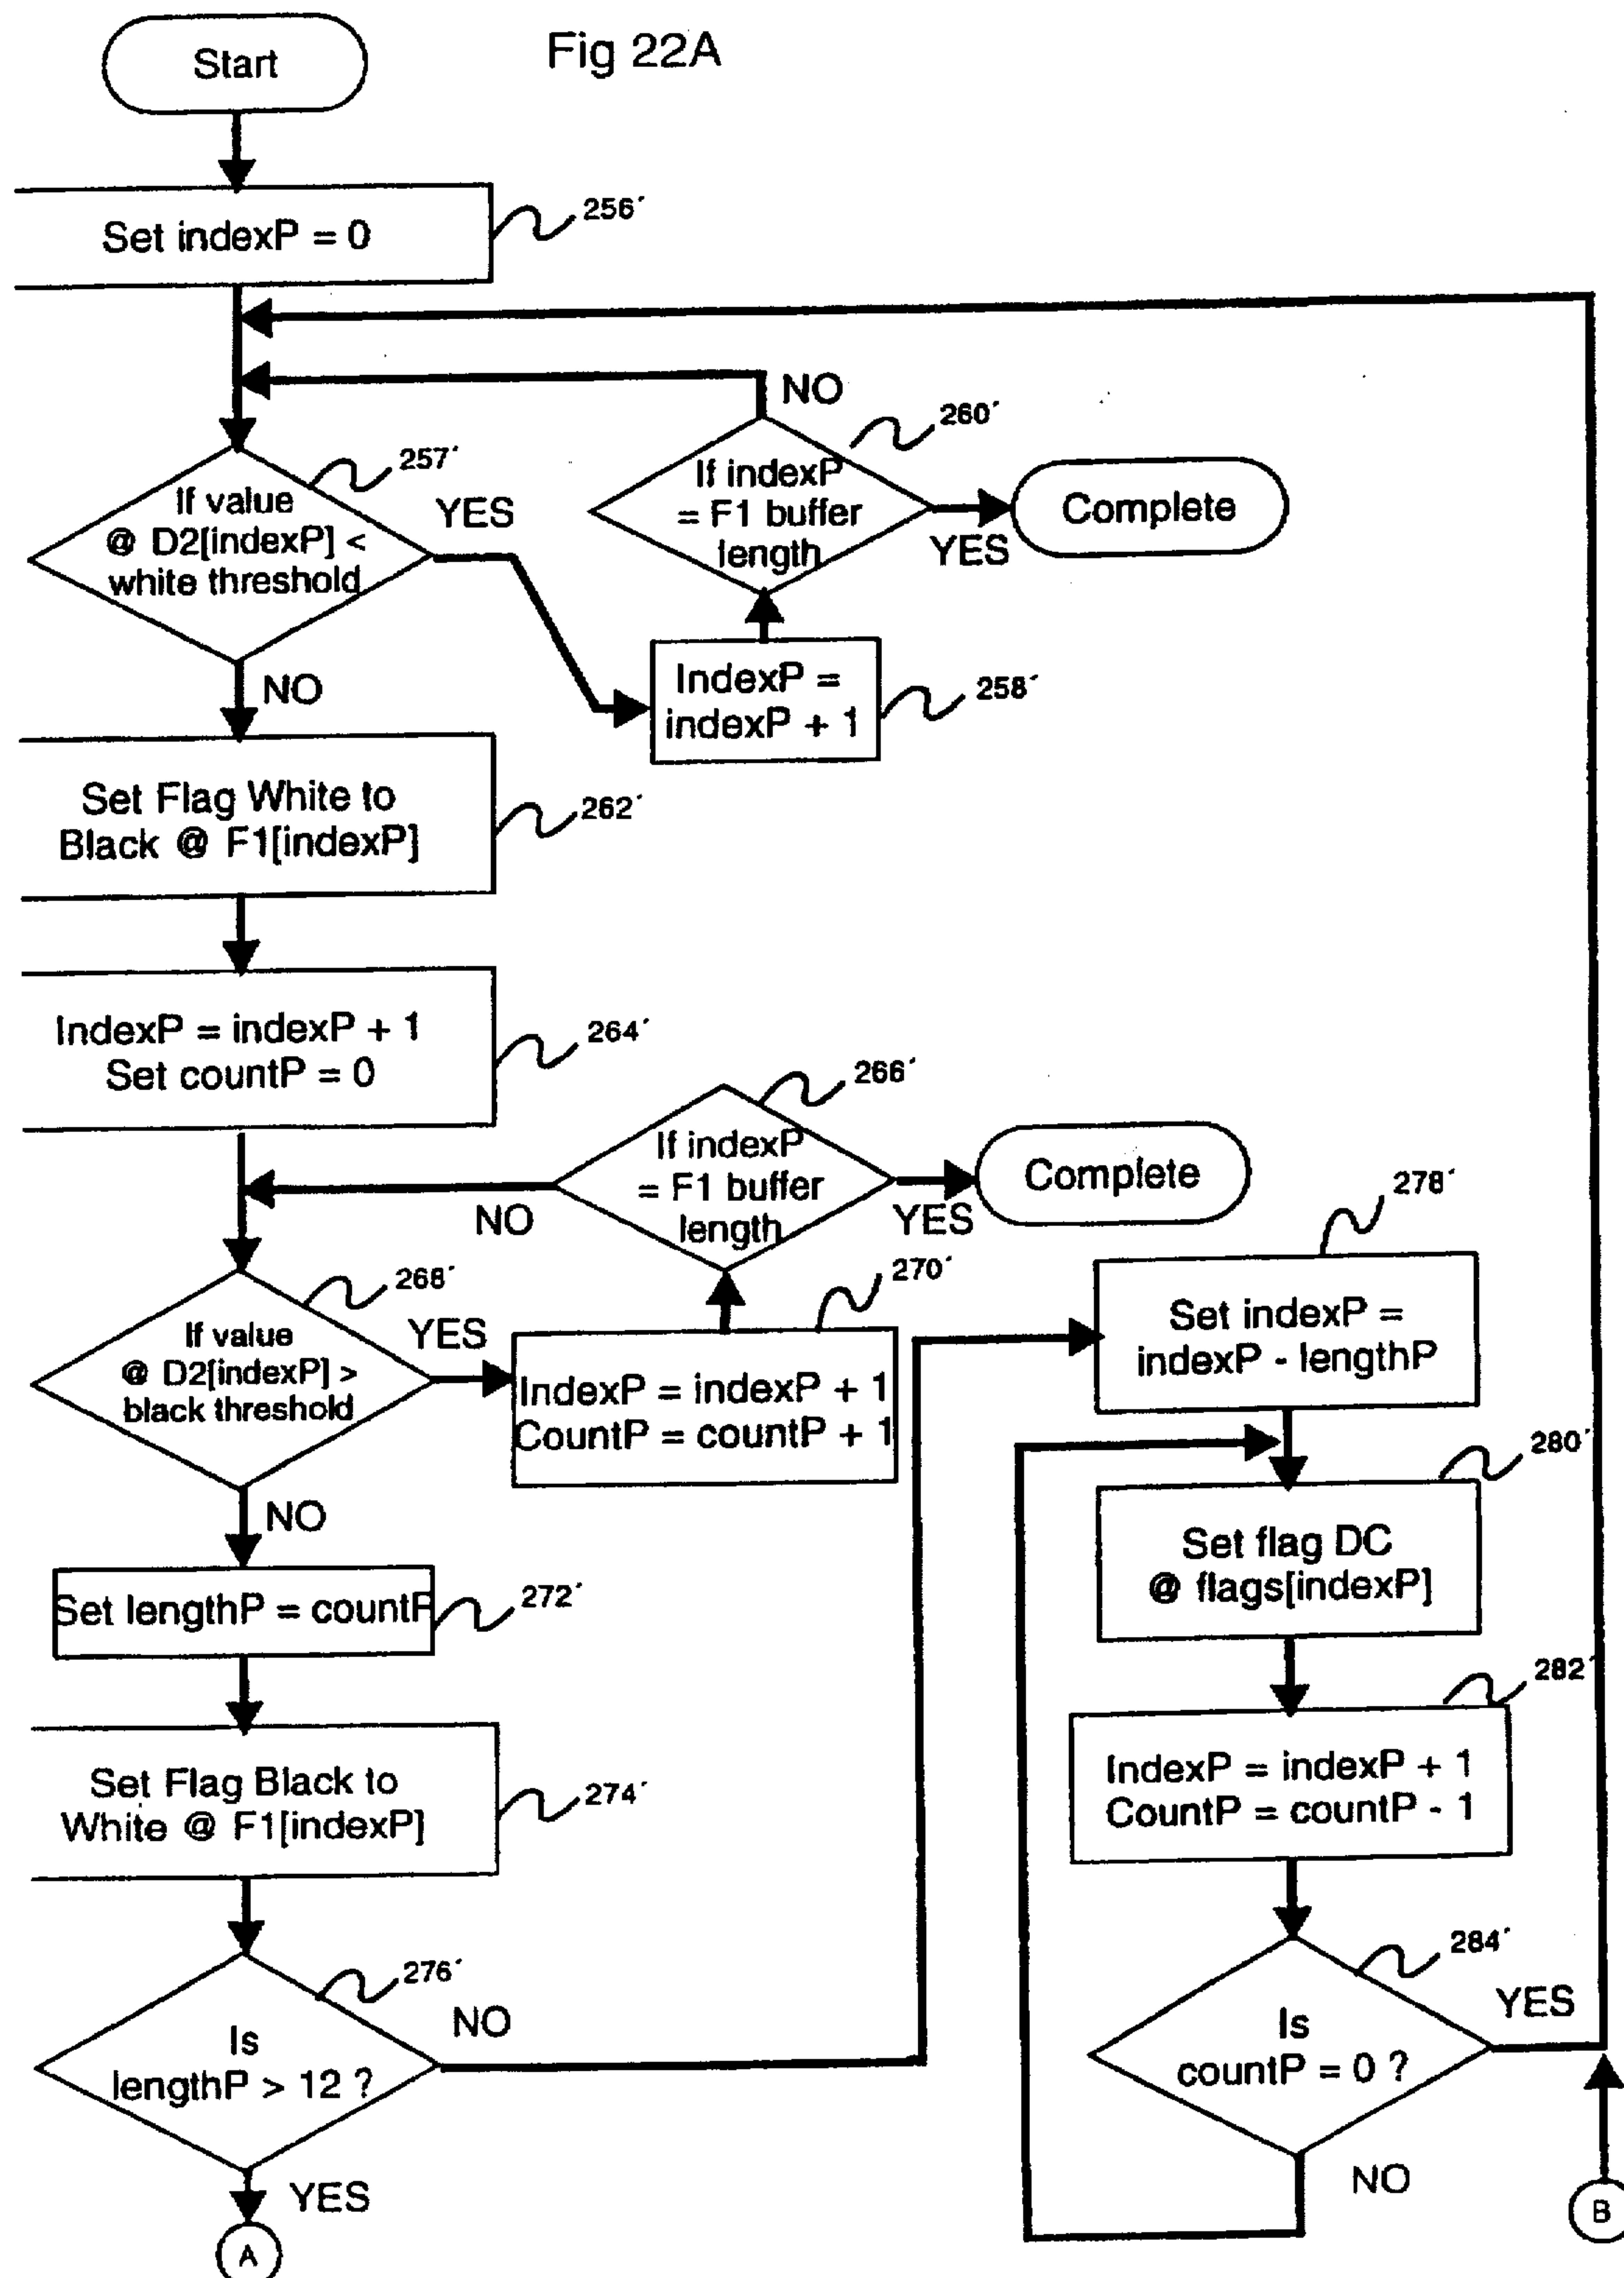 Fig 22A
Start
Set indexP = 0
256´
If value
@ D2[indexP] <
white threshold
257´
YES
NO
If indexP
= F1 buffer
length
260´
NO
YES
Complete
IndexP =
indexP + 1
258´
Set Flag White to
Black @ F1[indexP]
262´
IndexP = indexP + 1
Set countP = 0
264´
If indexP
= F1 buffer
length
266´
NO
YES
Complete
If value
@ D2[indexP] >
black threshold
268´
YES
NO
IndexP = indexP + 1
CountP = countP + 1
270´
Set lengthP = countP
272´
Set Flag Black to
White @ F1[indexP]
274´
Is
lengthP > 12 ?
276´
NO
YES
A
Set indexP =
indexP - lengthP
278´
Set flag DC
@ flags[indexP]
280´
IndexP = indexP + 1
CountP = countP - 1
282´
Is
countP = 0 ?
284´
YES
NO
B